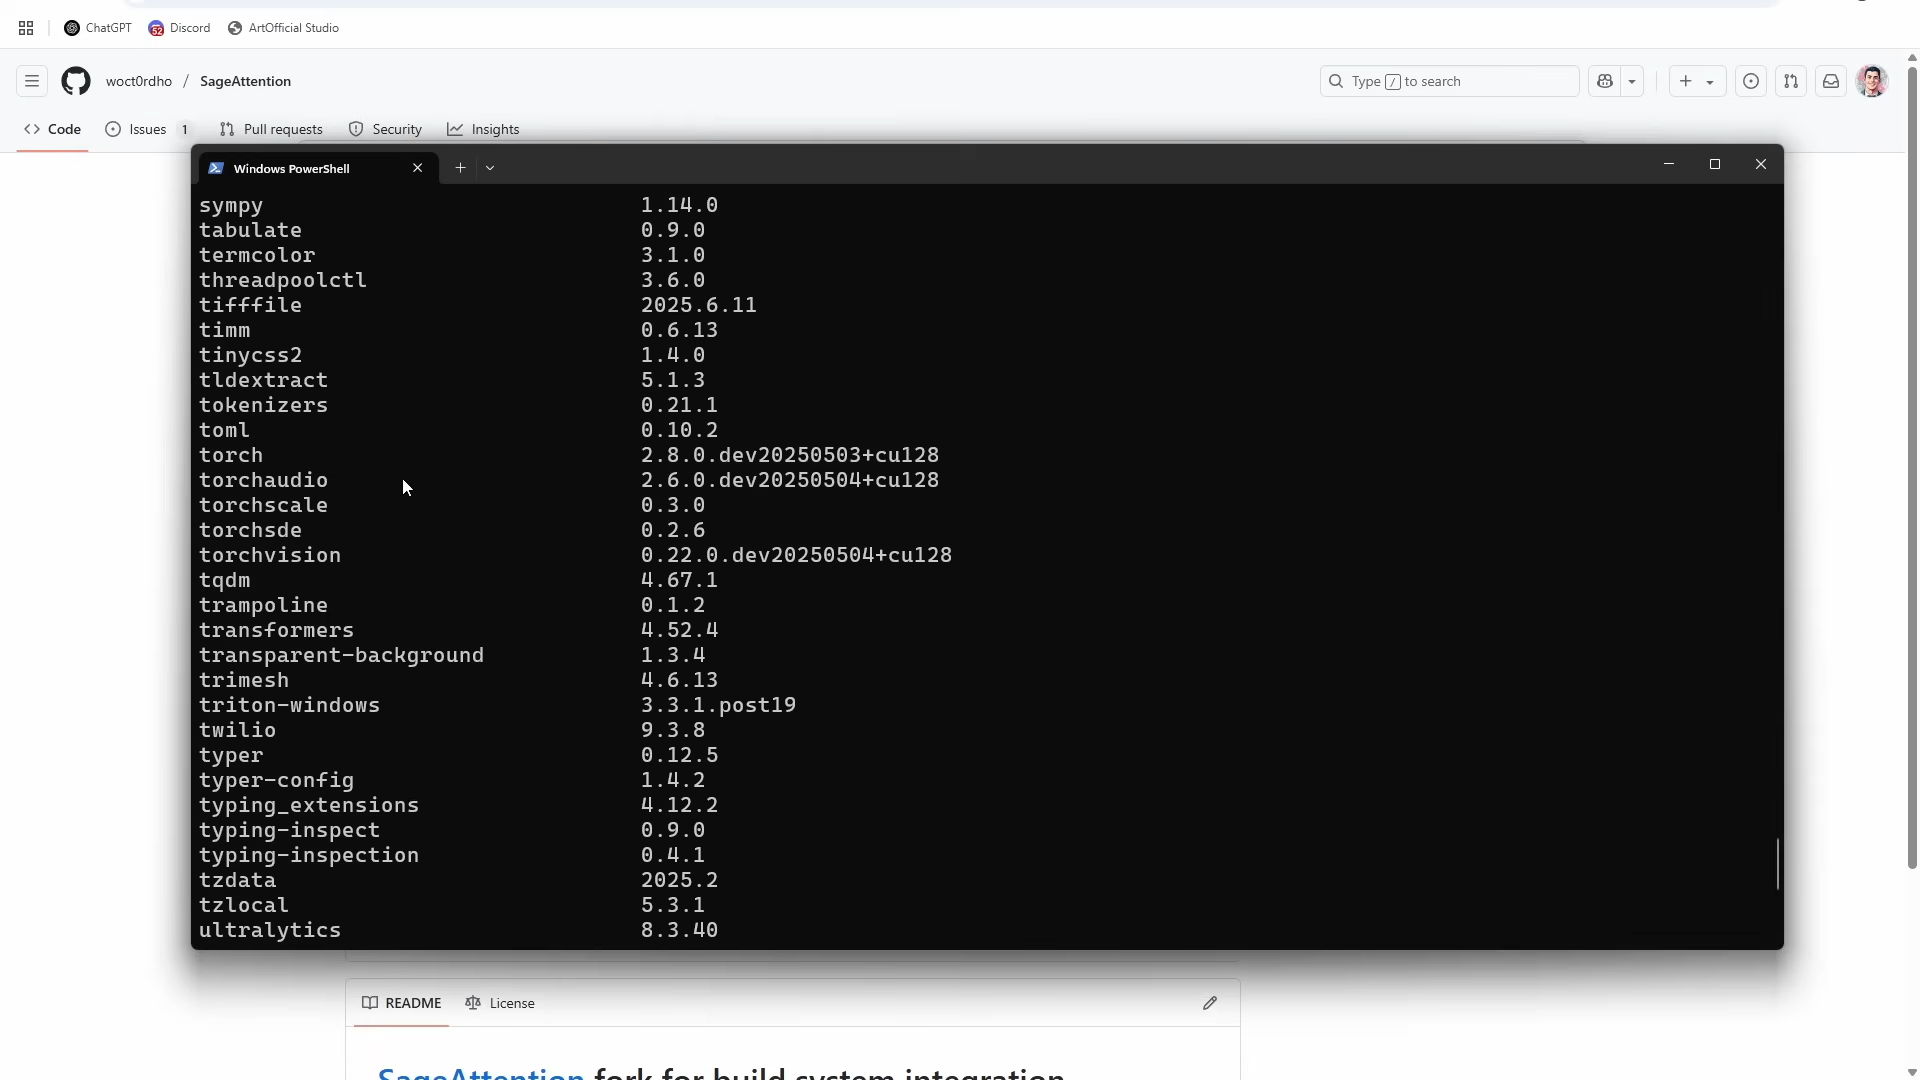 ChatGPT Discord ArtOfficial Studio
woct0rdho / SageAttention Type / to search
Code Issues 1 Pull requests Security Insights
Windows PowerShell
sympy 1.14.0
tabulate 0.9.0
termcolor 3.1.0
threadpoolctl 3.6.0
tifffile 2025.6.11
timm 0.6.13
tinycss2 1.4.0
tldextract 5.1.3
tokenizers 0.21.1
toml 0.10.2
torch 2.8.0.dev20250503+cu128
torchaudio 2.6.0.dev20250504+cu128
torchscale 0.3.0
torchsde 0.2.6
torchvision 0.22.0.dev20250504+cu128
tqdm 4.67.1
trampoline 0.1.2
transformers 4.52.4
transparent-background 1.3.4
trimesh 4.6.13
triton-windows 3.3.1.post19
twilio 9.3.8
typer 0.12.5
typer-config 1.4.2
typing_extensions 4.12.2
typing-inspect 0.9.0
typing-inspection 0.4.1
tzdata 2025.2
tzlocal 5.3.1
ultralytics 8.3.40
README License
SageAttention fork for build system integration